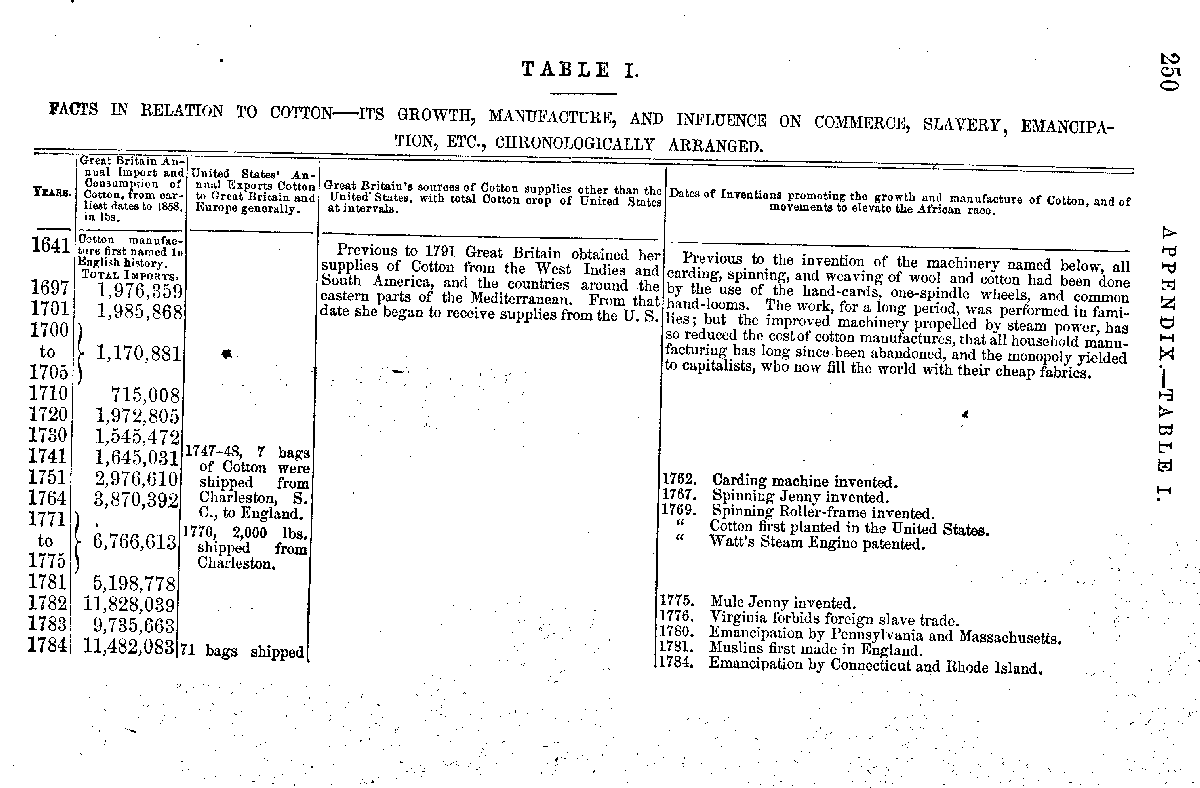 250
APPENDIX.—TABLE I.
TABLE I.
FACTS IN RELATION TO COTTON—ITS GROWTH, MANUFACTURE, AND INFLUENCE ON COMMERCE, SLAVERY, EMANCIPA-
TION, ETC., CHRONOLOGICALLY ARRANGED.
YEARS.
Great Britain An-
nual Import and
Consumption of
Cotton, from ear-
liest dates to 1858,
in lbs.
United States' An-
nual Exports Cotton
to Great Britain and
Europe generally.
Great Britain's sources of Cotton supplies other than the
United States, with total Cotton crop of United States
at intervals.
Dates of Inventions promoting the growth and manufacture of Cotton, and of
movements to elevate the African race.
1641 Cotton manufac-
ture first named in
English history.
TOTAL IMPORTS.
1697 1,976,359
1701 1,985,868
1700
to 1,170,881
1705
1710 715,008
1720 1,972,805
1730 1,545,472
1741 1,645,031
1751 2,976,610
1764 3,870,392
1771
to 6,766,613
1775
1781 5,198,778
1782 11,828,039
1783 9,735,663
1784 11,482,083
1747-48, 7 bags
of Cotton were
shipped from
Charleston, S.
C., to England.
1770, 2,000 lbs.
shipped from
Charleston.
71 bags shipped
Previous to 1791 Great Britain obtained her
supplies of Cotton from the West Indies and
South America, and the countries around the
eastern parts of the Mediterranean. From that
date she began to receive supplies from the U. S.
Previous to the invention of the machinery named below, all
carding, spinning, and weaving of wool and cotton had been done
by the use of the hand-cards, one-spindle wheels, and common
hand-looms. The work, for a long period, was performed in fami-
lies; but the improved machinery propelled by steam power, has
so reduced the cost of cotton manufactures, that all household manu-
facturing has long since been abandoned, and the monopoly yielded
to capitalists, who now fill the world with their cheap fabrics.
1762. Carding machine invented.
1767. Spinning Jenny invented.
1769. Spinning Roller-frame invented.
" Cotton first planted in the United States.
" Watt's Steam Engine patented.
1775. Mule Jenny invented.
1776. Virginia forbids foreign slave trade.
1780. Emancipation by Pennsylvania and Massachusetts.
1781. Muslins first made in England.
1784. Emancipation by Connecticut and Rhode Island.